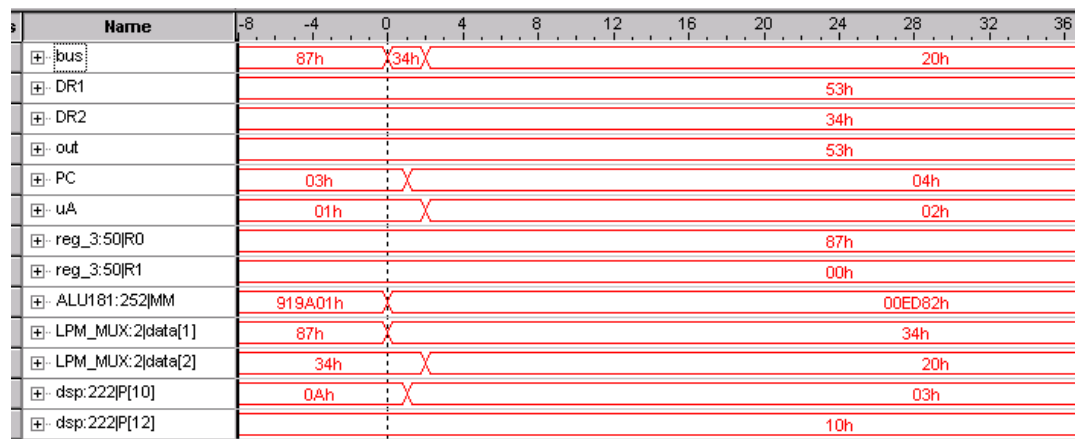 s Name -8 -4 0 4 8 12 16 20 24 28 32 36
bus 87h 34h 20h
DR1 53h
DR2 34h
out 53h
PC 03h 04h
uA 01h 02h
reg_3:50|R0 87h
reg_3:50|R1 00h
ALU181:252|MM 919A01h 00ED82h
LPM_MUX:2|data[1] 87h 34h
LPM_MUX:2|data[2] 34h 20h
dsp:222|P[10] 0Ah 03h
dsp:222|P[12] 10h